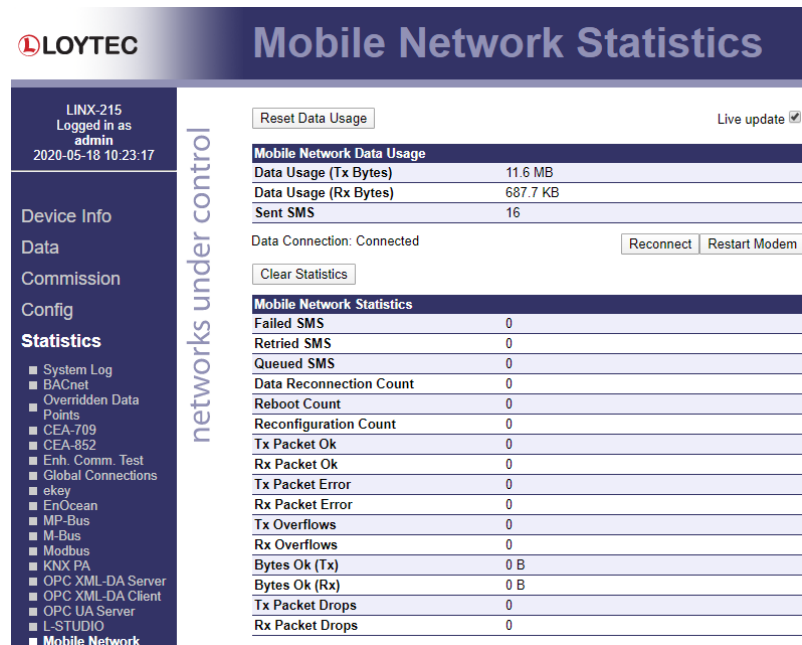 LOYTEC
Mobile Network Statistics
LINX-215
Logged in as
admin
2020-05-18 10:23:17
Device Info
Data
Commission
Config
Statistics
System Log
BACnet
Overridden Data
Points
CEA-709
CEA-852
Enh. Comm. Test
Global Connections
ekey
EnOcean
MP-Bus
M-Bus
Modbus
KNX PA
OPC XML-DA Server
OPC XML-DA Client
OPC UA Server
L-STUDIO
Mobile Network
networks under control
Reset Data Usage Live update
Mobile Network Data Usage
Data Usage (Tx Bytes) 11.6 MB
Data Usage (Rx Bytes) 687.7 KB
Sent SMS 16
Data Connection: Connected Reconnect Restart Modem
Clear Statistics
Mobile Network Statistics
Failed SMS 0
Retried SMS 0
Queued SMS 0
Data Reconnection Count 0
Reboot Count 0
Reconfiguration Count 0
Tx Packet Ok 0
Rx Packet Ok 0
Tx Packet Error 0
Rx Packet Error 0
Tx Overflows 0
Rx Overflows 0
Bytes Ok (Tx) 0 B
Bytes Ok (Rx) 0 B
Tx Packet Drops 0
Rx Packet Drops 0